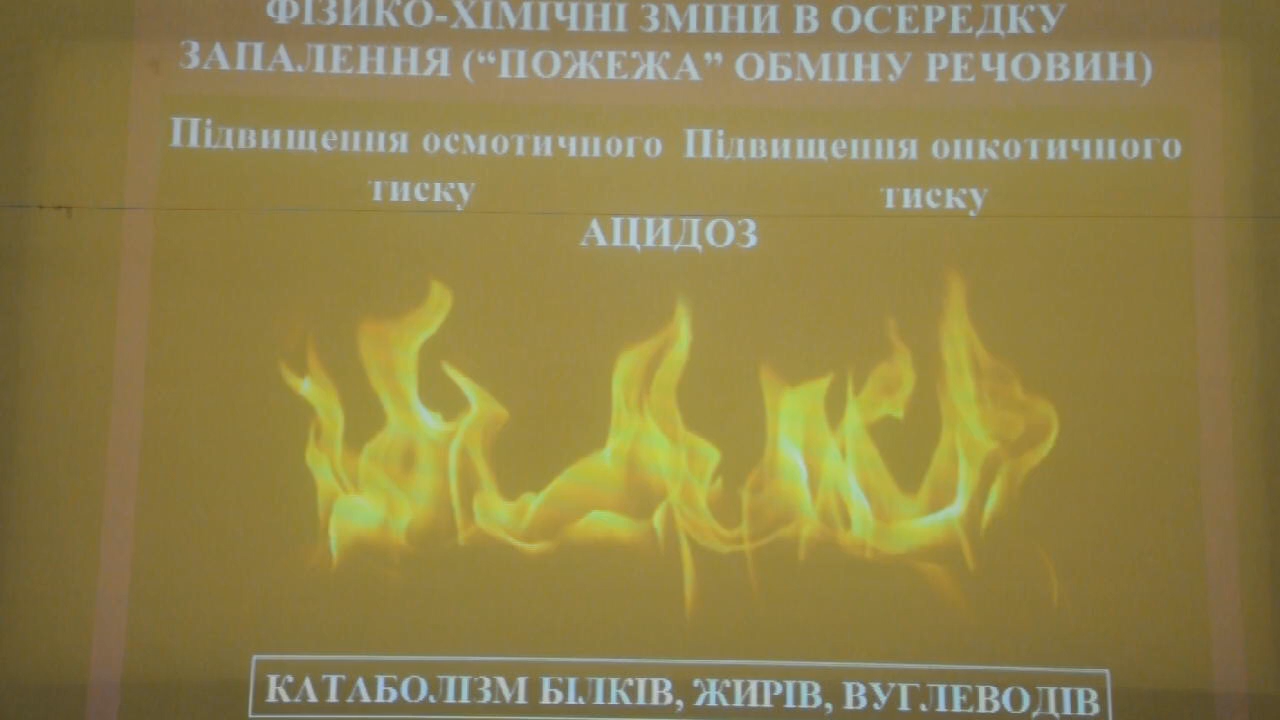 ФІЗИКО-ХІМІЧНІ ЗМІНИ В ОСЕРЕДКУ
ЗАПАЛЕННЯ (“ПОЖЕЖА” ОБМІНУ РЕЧОВИН)
Підвищення осмотичного
тиску
Підвищення онкотичного
тиску
АЦИДОЗ
КАТАБОЛІЗМ БІЛКІВ, ЖИРІВ, ВУГЛЕВОДІВ